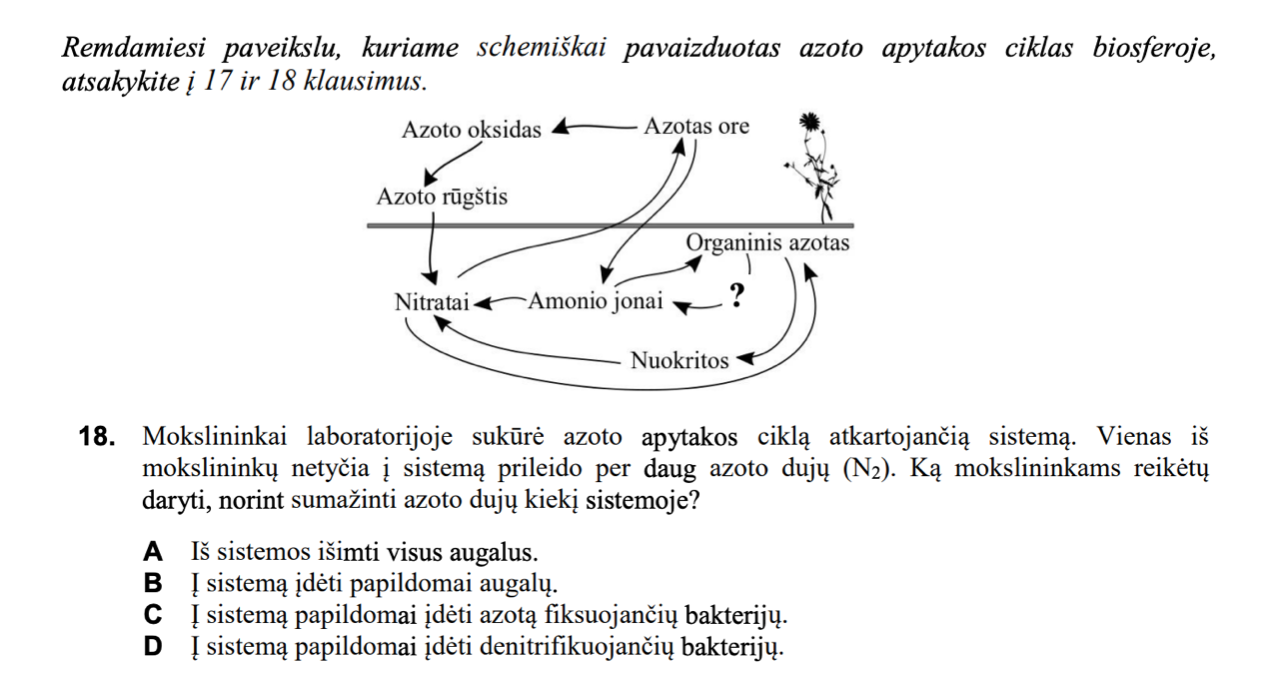 Remdamiesi paveikslu, kuriame schemiškai pavaizduotas azoto apytakos ciklas biosferoje,
atsakykite į 17 ir 18 klausimus.
Azoto oksidas
Azotas ore
Azoto rūgštis
Organinis azotas
Nitratai
Amonio jonai
?
Nuokritos
18. Mokslininkai laboratorijoje sukūrė azoto apytakos ciklą atkartojančią sistemą. Vienas iš
mokslininkų netyčia į sistemą prileido per daug azoto dujų (N₂). Ką mokslininkams reikėtų
daryti, norint sumažinti azoto dujų kiekį sistemoje?
A Iš sistemos išimti visus augalus.
B Į sistemą įdėti papildomai augalų.
C Į sistemą papildomai įdėti azotą fiksuojančių bakterijų.
D Į sistemą papildomai įdėti denitrifikuojančių bakterijų.